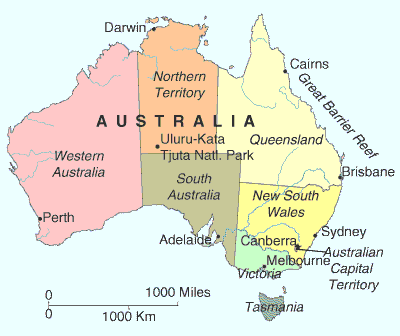 Darwin
Cairns
Northern
Territory
Great Barrier Reef
AUSTRALIA
Uluru-Kata
Tjuta Natl. Park
Queensland
Western
Australia
South
Australia
Brisbane
New South
Wales
Perth
Adelaide
Canberra
Sydney
Australian
Capital
Territory
Melbourne
Victoria
Tasmania
0
1000 Miles
0
1000 Km